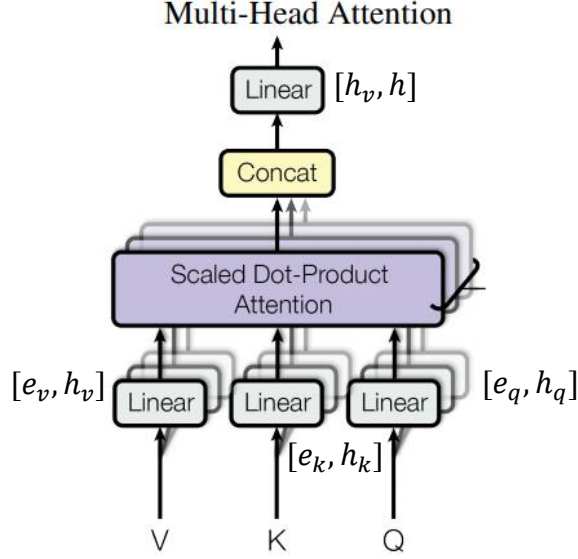 Multi-Head Attention
Linear [h_v, h]
Concat
Scaled Dot-Product
Attention
[e_v, h_v] Linear Linear Linear [e_q, h_q]
[e_k, h_k]
V K Q